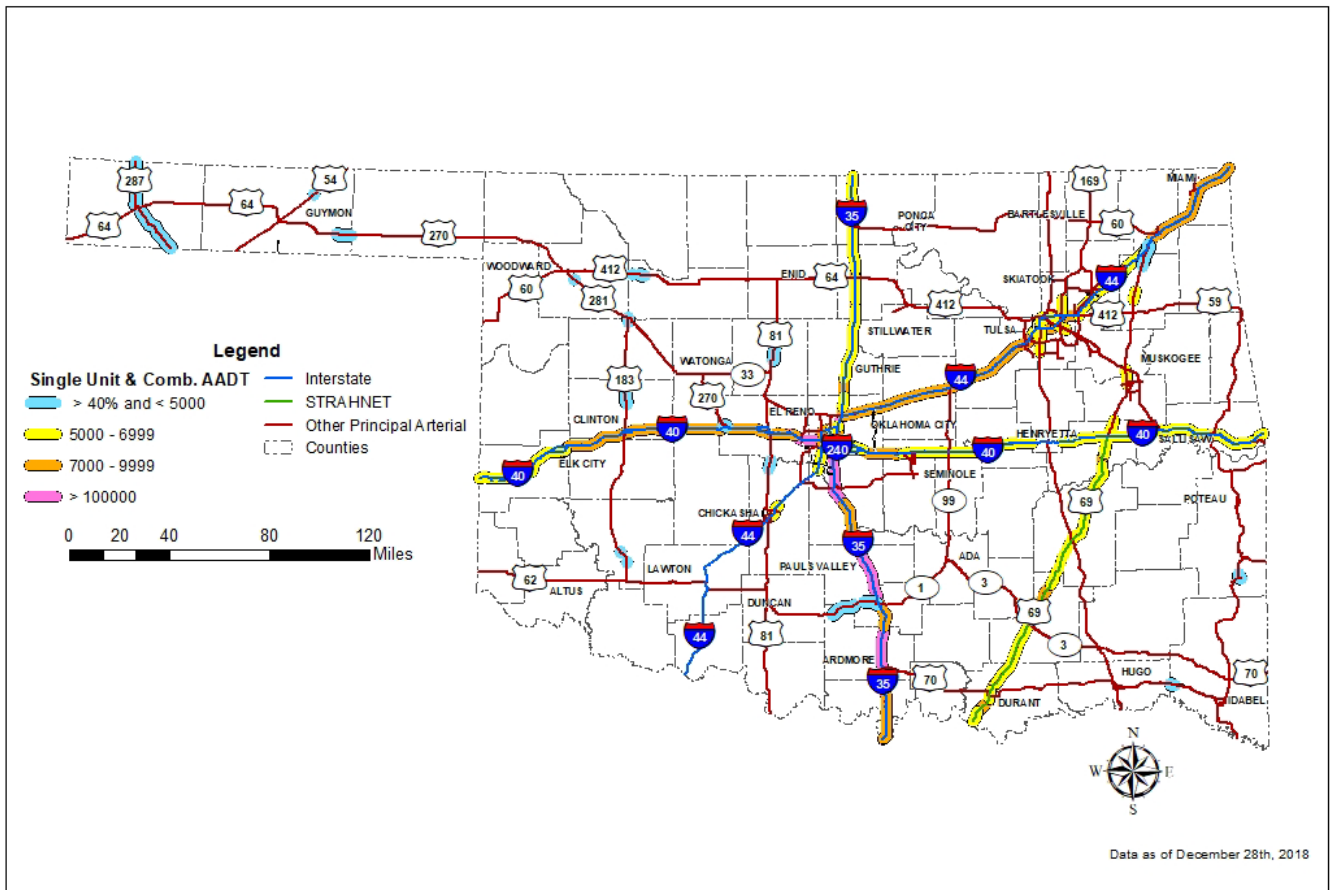 287
54
64
64
GUYMON
270
169
MIAMI
35
PONCA
CITY
BARTLESVILLE
60
WOODWARD
412
ENID
64
SKIATOOK
44
60
281
412
TULSA
412
59
STILLWATER
81
WATONGA
MUSKOGEE
GUTHRIE
33
44
183
270
EL RENO
CLINTON
40
OKLAHOMA CITY
HENRYETTA
40
SALLISAW
240
40
ELK CITY
40
SEMINOLE
99
69
POTEAU
CHICKASHA
44
35
PAULS VALLEY
ADA
LAWTON
62
ALTUS
1
3
DUNCAN
69
44
81
3
ARDMORE
35
70
HUGO
70
DURANT
IDABEL
Legend
Single Unit & Comb. AADT
> 40% and < 5000
5000 - 6999
7000 - 9999
> 100000
Interstate
STRAHNET
Other Principal Arterial
Counties
0 20 40 80 120
Miles
N
W E
S
Data as of December 28th, 2018